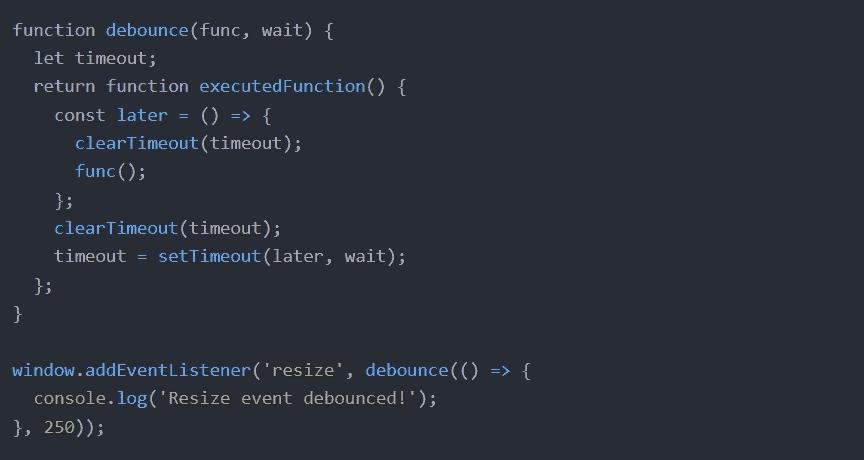 function debounce(func, wait) {
  let timeout;
  return function executedFunction() {
    const later = () => {
      clearTimeout(timeout);
      func();
    };
    clearTimeout(timeout);
    timeout = setTimeout(later, wait);
  };
}

window.addEventListener('resize', debounce(() => {
  console.log('Resize event debounced!');
}, 250));